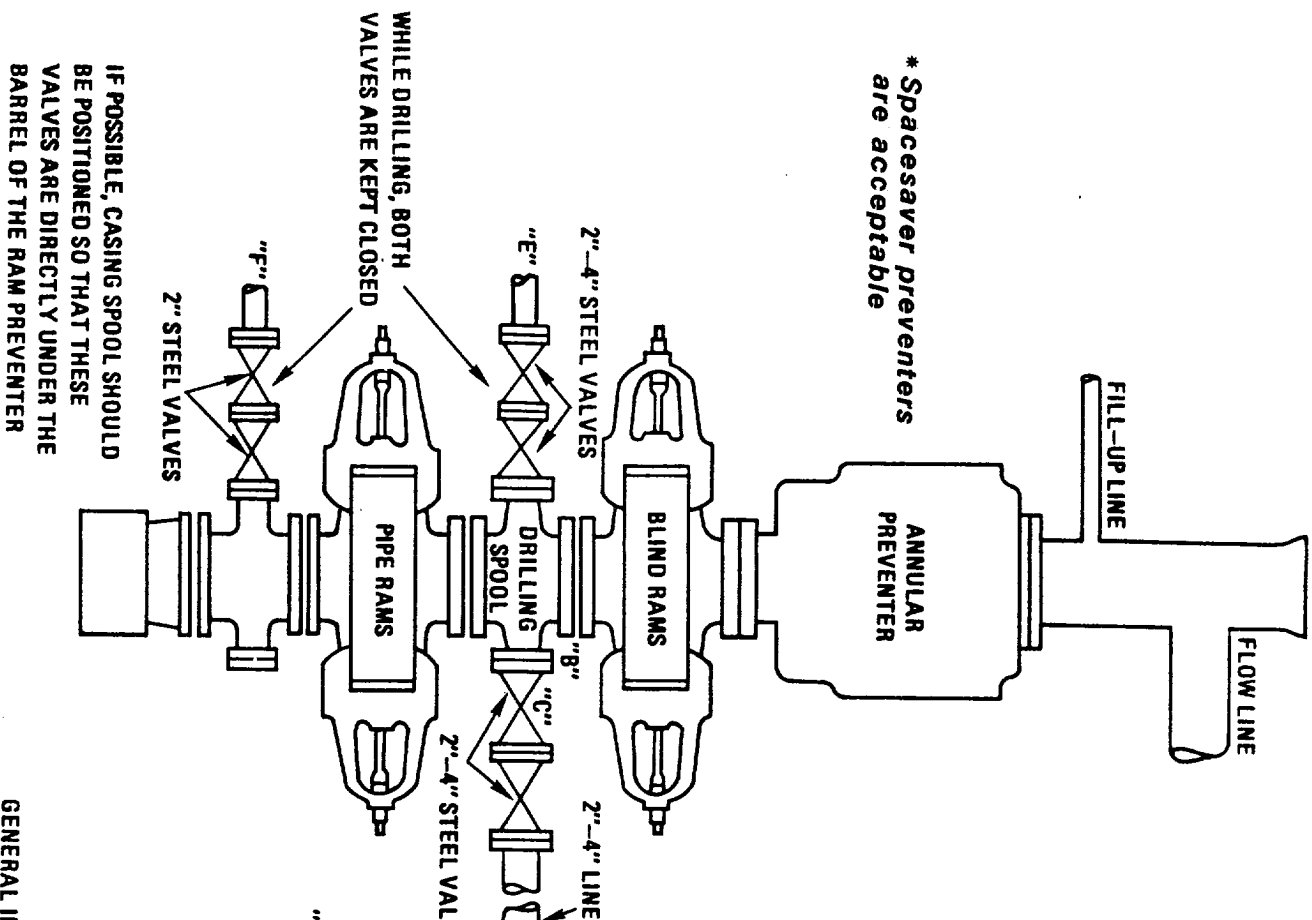 * Spacesaver preventers
are acceptable
FILL-UP LINE
FLOW LINE
ANNULAR
PREVENTER
BLIND RAMS
2"-4" STEEL VALVES
"E"
DRILLING
SPOOL
"B"
"C"
2"-4" LINE
2"-4" STEEL VAL
WHILE DRILLING, BOTH
VALVES ARE KEPT CLOSED
PIPE RAMS
"F"
2" STEEL VALVES
IF POSSIBLE, CASING SPOOL SHOULD
BE POSITIONED SO THAT THESE
VALVES ARE DIRECTLY UNDER THE
BARREL OF THE RAM PREVENTER
GENERAL